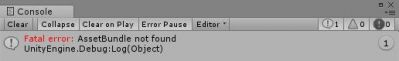 Console
Clear Collapse Clear on Play Error Pause Editor 1 0 0
Fatal error: AssetBundle not found 1
UnityEngine.Debug:Log(Object)